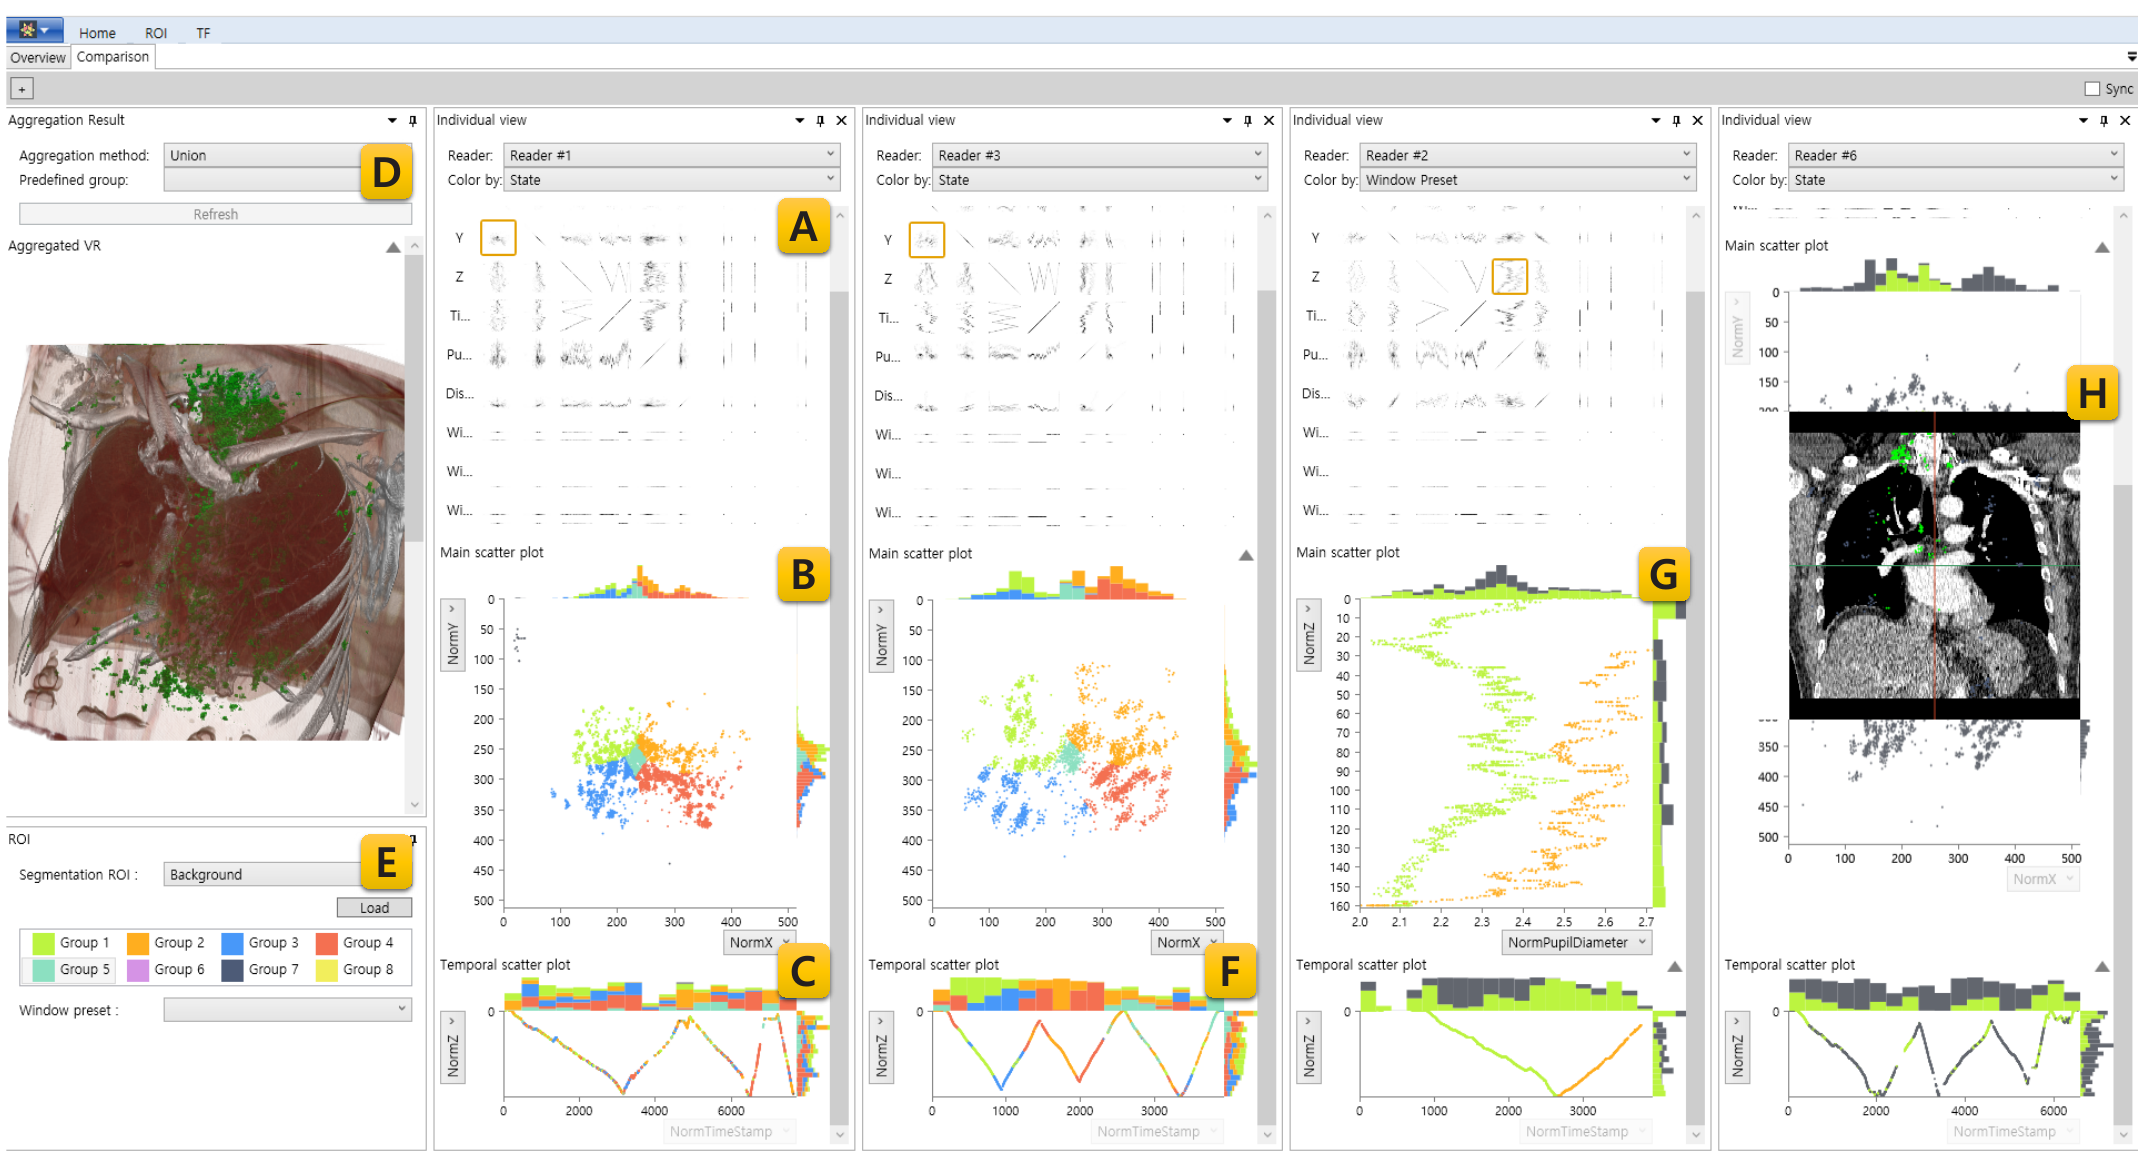 Home ROI TF
Overview Comparison
+ Sync
Aggregation Result
Aggregation method: Union
Predefined group:
D
Refresh
Aggregated VR
ROI
Segmentation ROI : Background
E
Load
Group 1 Group 2 Group 3 Group 4
Group 5 Group 6 Group 7 Group 8
Window preset :
Individual view
Reader: Reader #1
Color by: State
A
Y
Z
Ti...
Pu...
Dis...
Wi...
Wi...
Wi...
Main scatter plot
B
NormY
0
50
100
150
200
250
300
350
400
450
500
0 100 200 300 400 500
NormX
Temporal scatter plot
C
0
NormZ
0 2000 4000 6000
NormTimeStamp
Individual view
Reader: Reader #3
Color by: State
Y
Z
Ti...
Pu...
Dis...
Wi...
Wi...
Wi...
Main scatter plot
NormY
0
50
100
150
200
250
300
350
400
450
500
0 100 200 300 400 500
NormX
Temporal scatter plot
F
0
NormZ
0 1000 2000 3000
NormTimeStamp
Individual view
Reader: Reader #2
Color by: Window Preset
Y
Z
Ti...
Pu...
Dis...
Wi...
Wi...
Wi...
Main scatter plot
G
NormZ
0
10
20
30
40
50
60
70
80
90
100
110
120
130
140
150
160
2.0 2.1 2.2 2.3 2.4 2.5 2.6 2.7
NormPupilDiameter
Temporal scatter plot
0
NormZ
0 1000 2000 3000
NormTimeStamp
Individual view
Reader: Reader #6
Color by: State
Main scatter plot
NormY
0
50
100
150
H
350
400
450
500
0 100 200 300 400 500
NormX
Temporal scatter plot
0
NormZ
0 2000 4000 6000
NormTimeStamp